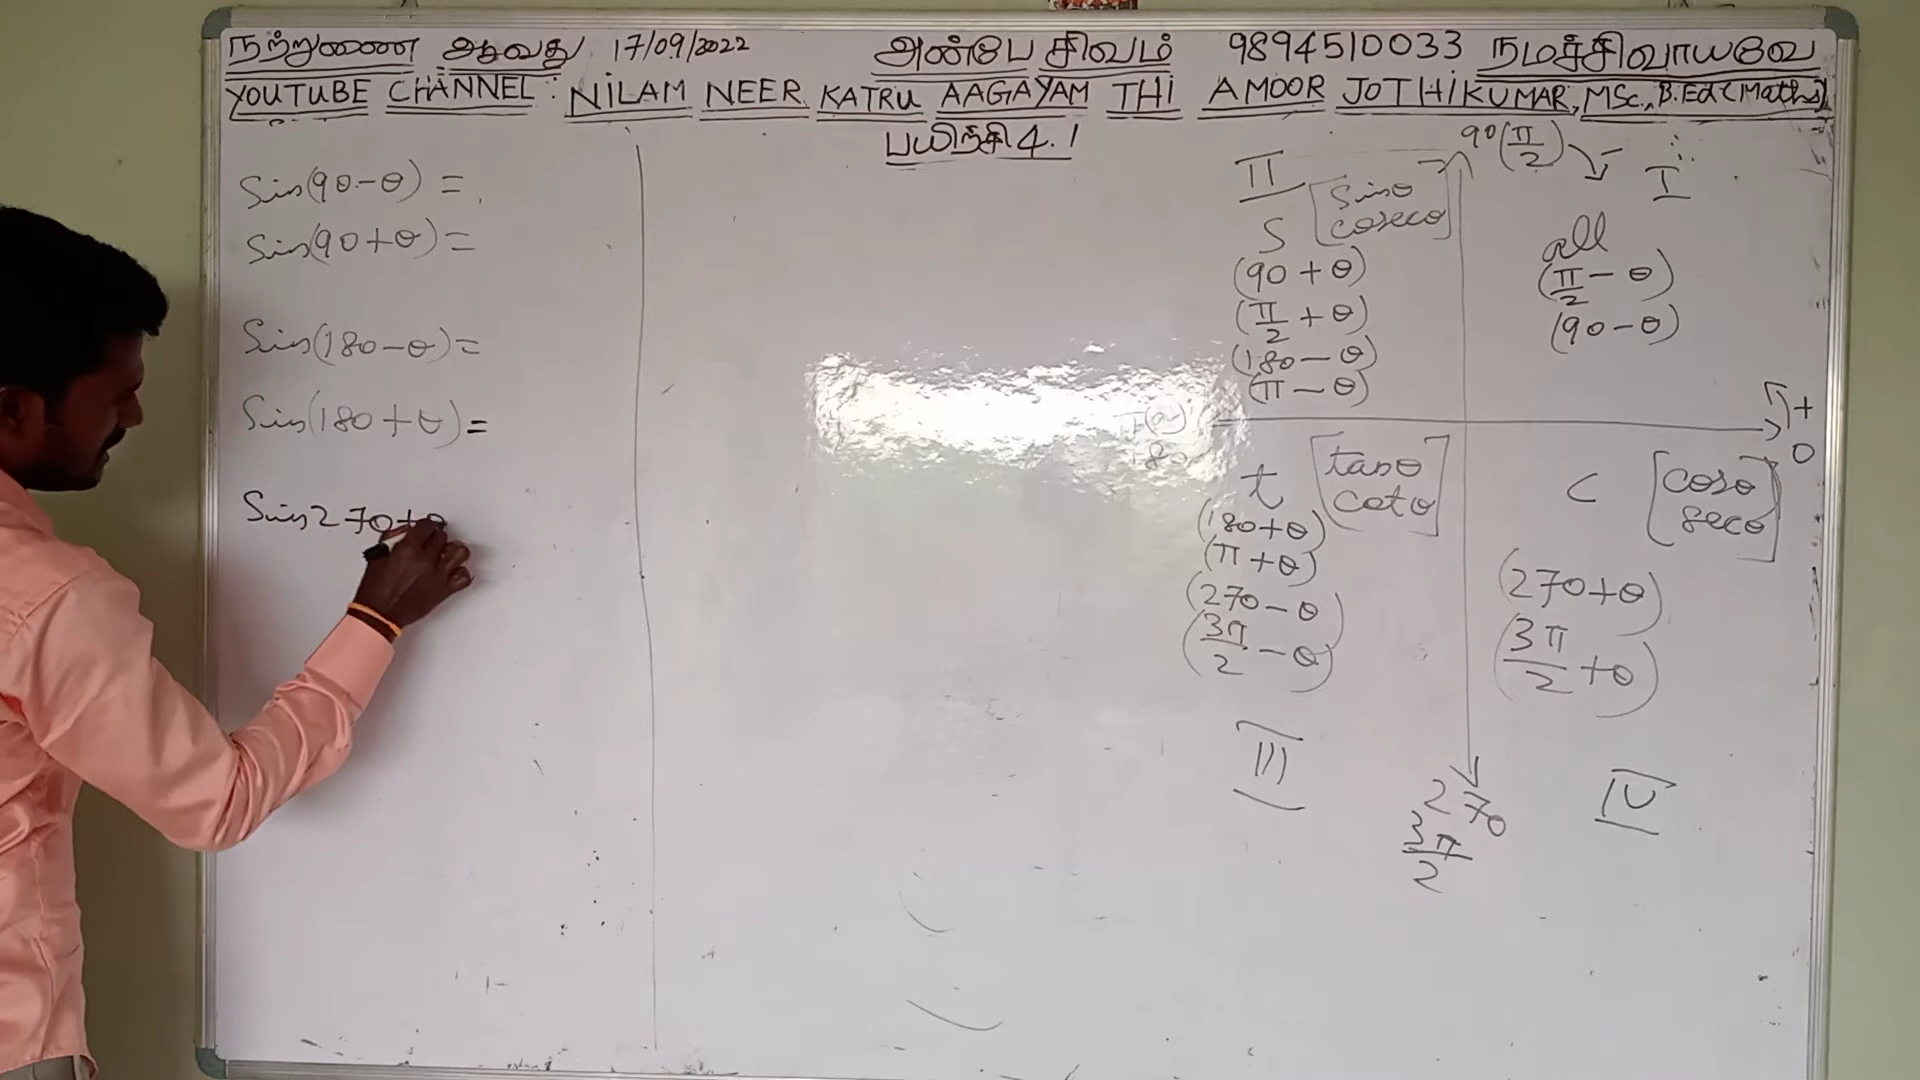 நற்றுணை ஆவது 17/09/2022 அன்பே சிவம் 9894510033 நமச்சிவாயவே
YOUTUBE CHANNEL : NILAM NEER KATRU AAGAYAM THI AMOOR JOTHIKUMAR, MSc., B.Ed (Maths)
பயிற்சி 4.1
Sin(90-θ) =
Sin(90+θ) =
Sin(180-θ) =
Sin(180+θ) =
Sin 270+θ
90 (π/2)
II
S [Sinθ
cosecθ]
(90+θ)
(π/2 + θ)
(180-θ)
(π-θ)
I
all
(π/2 - θ)
(90-θ)
+
0
180
t [tanθ
cotθ]
(180+θ)
(π+θ)
(270-θ)
(3π/2 - θ)
III
C [cosθ
secθ]
(270+θ)
(3π/2 + θ)
IV
270
3π/2